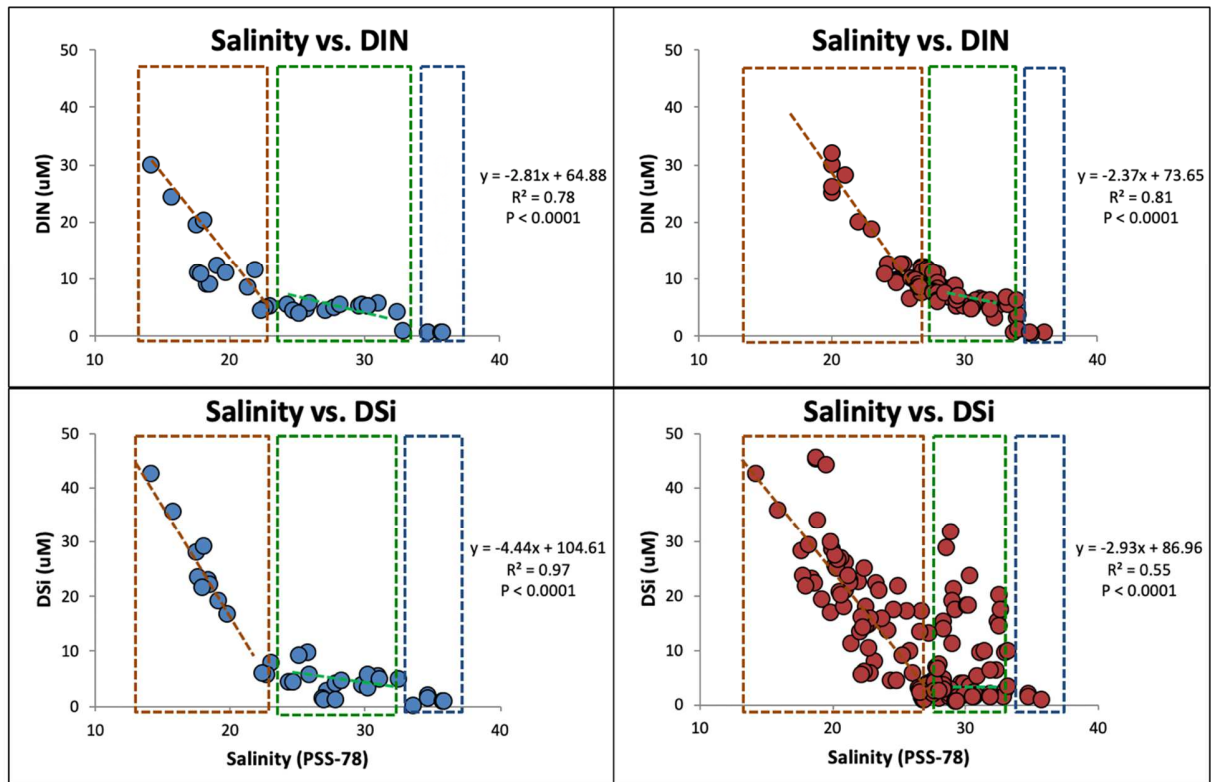 Salinity vs. DIN
50
40
30
20
10
0
10
20
30
40
DIN (uM)
y = -2.81x + 64.88
R² = 0.78
P < 0.0001
Salinity vs. DIN
50
40
30
20
10
0
10
20
30
40
DIN (uM)
y = -2.37x + 73.65
R² = 0.81
P < 0.0001
Salinity vs. DSi
50
40
30
20
10
0
10
20
30
40
DSi (uM)
Salinity (PSS-78)
y = -4.44x + 104.61
R² = 0.97
P < 0.0001
Salinity vs. DSi
50
40
30
20
10
0
10
20
30
40
DSi (uM)
Salinity (PSS-78)
y = -2.93x + 86.96
R² = 0.55
P < 0.0001